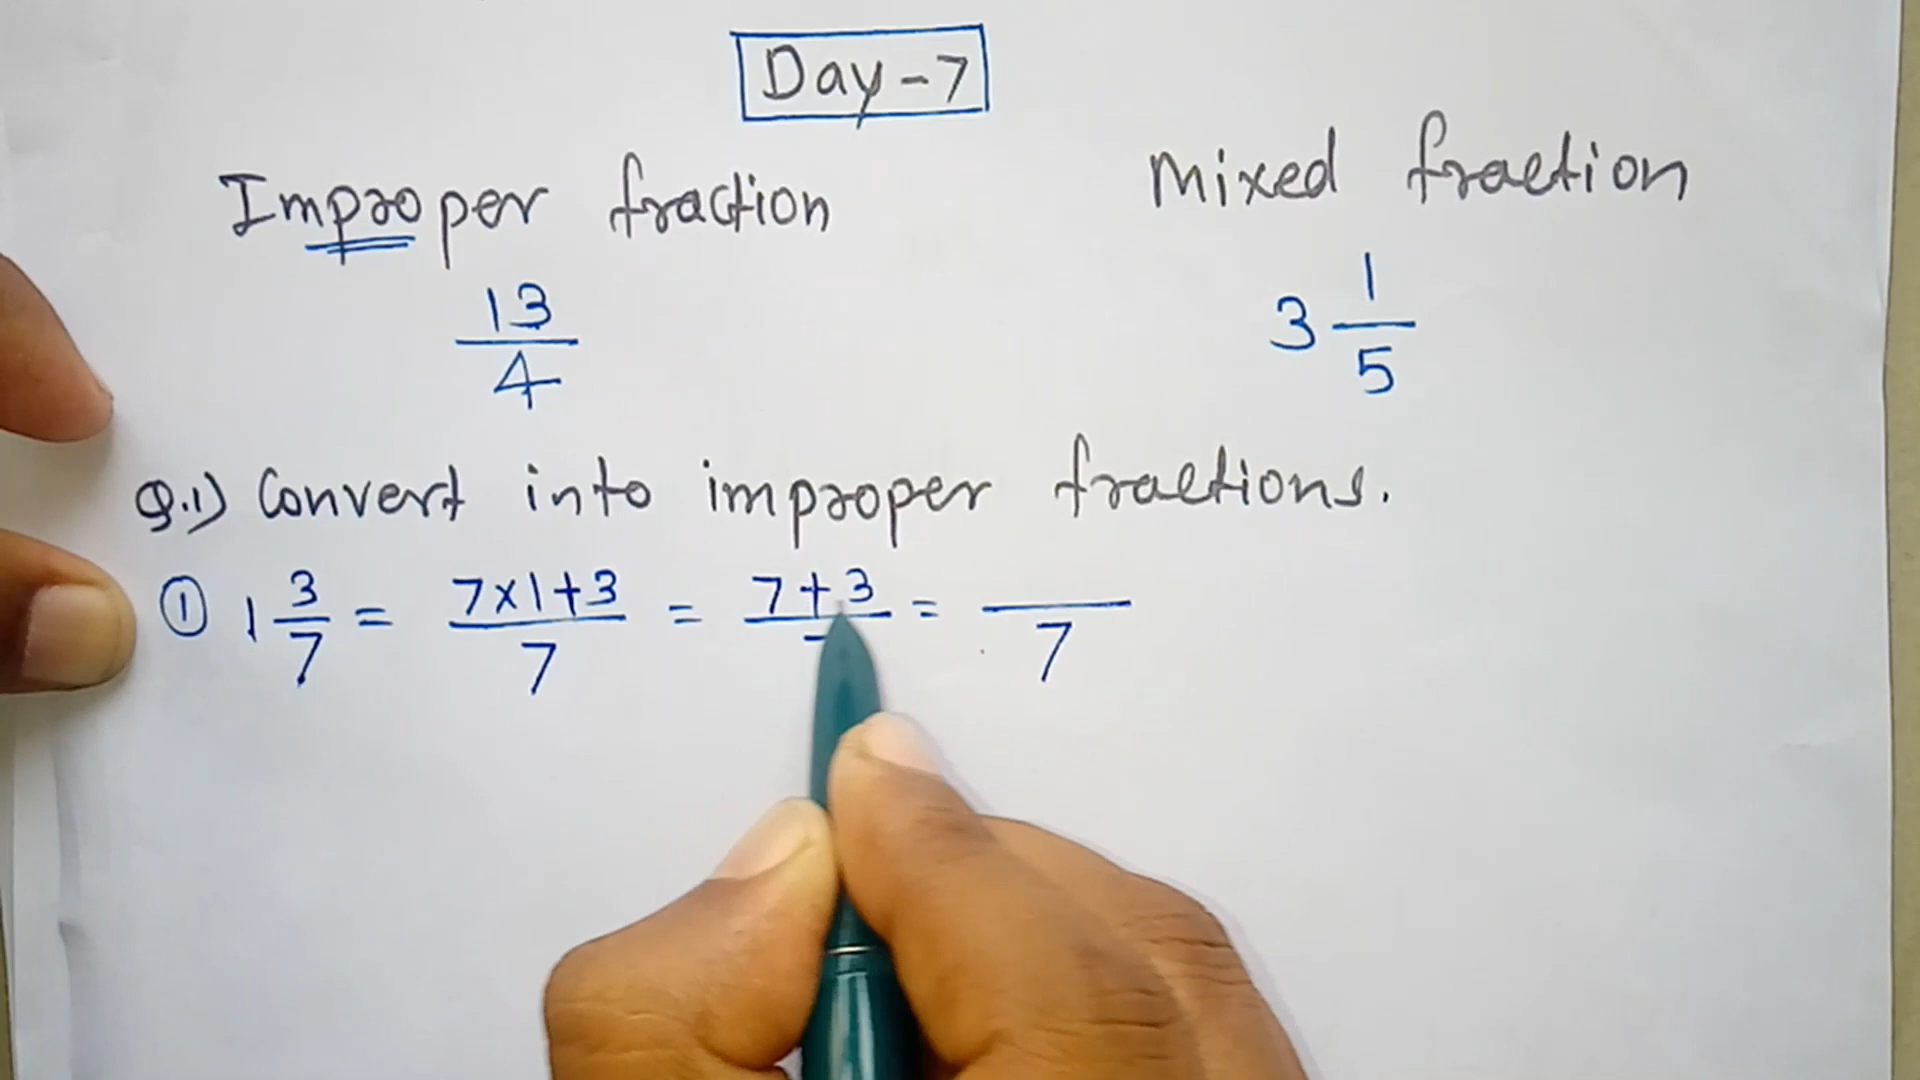 Day-7
Improper fraction
Mixed fraction
13/4
3 1/5
Q.1) Convert into improper fractions.
① 1 3/7 = 7×1+3/7 = 7+3/7 = /7